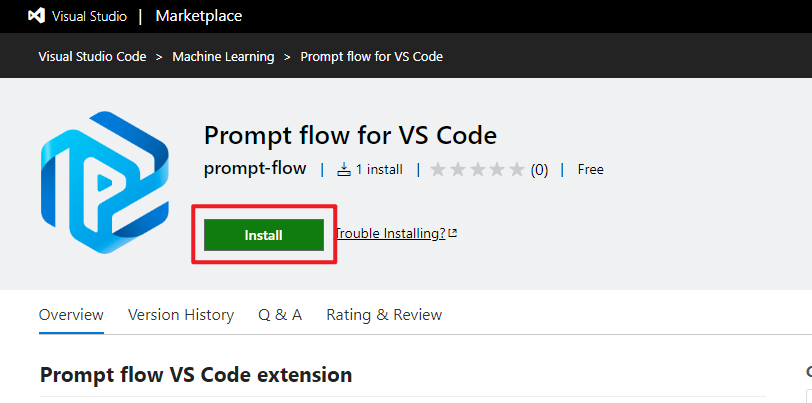 Visual Studio | Marketplace
Visual Studio Code > Machine Learning > Prompt flow for VS Code
Prompt flow for VS Code
prompt-flow | 1 install | (0) | Free
Install Trouble Installing?
Overview Version History Q & A Rating & Review
Prompt flow VS Code extension